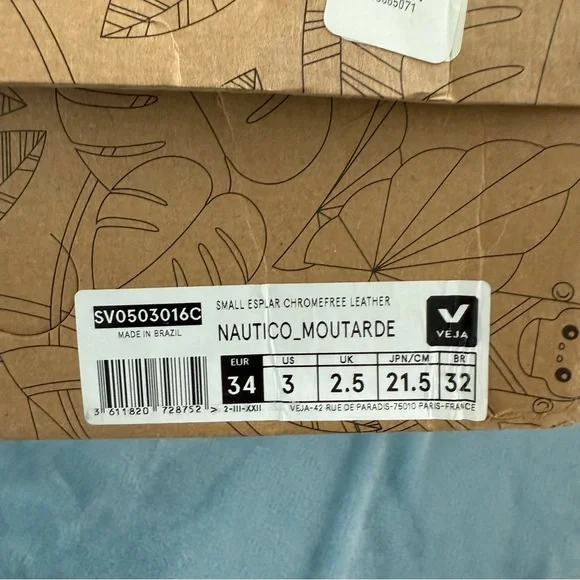 SV0503016C
MADE IN BRAZIL
SMALL ESPLAR CHROMEFREE LEATHER
NAUTICO_MOUTARDE
VEJA
EUR US UK JPN/CM BR
34 3 2.5 21.5 32
3 611820 728752 >
2-III-XXII
VEJA-42 RUE DE PARADIS-75010 PARIS-FRANCE